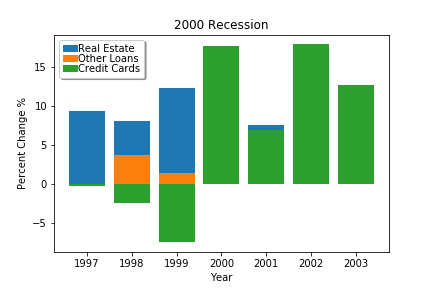 2000 Recession
Real Estate
Other Loans
Credit Cards
Percent Change %
15
10
5
0
−5
1997 1998 1999 2000 2001 2002 2003
Year